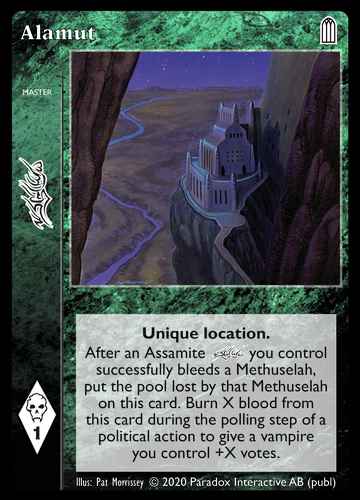 Alamut
MASTER
Unique location.
After an Assamite you control
successfully bleeds a Methuselah,
put the pool lost by that Methuselah
on this card. Burn X blood from
this card during the polling step of a
political action to give a vampire
you control +X votes.
1
Illus: Pat Morrissey © 2020 Paradox Interactive AB (publ)